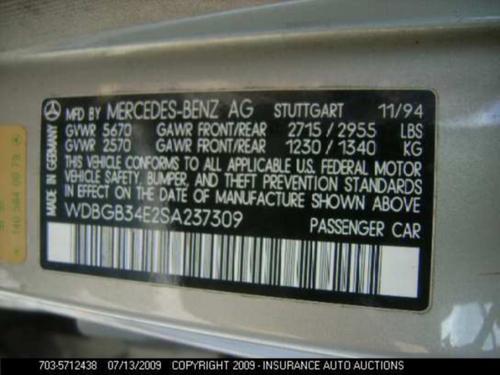 MFD BY MERCEDES-BENZ AG STUTTGART 11/94
GVWR 5670 GAWR FRONT/REAR 2715/2955 LBS
GVWR 2570 GAWR FRONT/REAR 1230/1340 KG
THIS VEHICLE CONFORMS TO ALL APPLICABLE U.S. FEDERAL MOTOR
VEHICLE SAFETY, BUMPER, AND THEFT PREVENTION STANDARDS
IN EFFECT ON THE DATE OF MANUFACTURE SHOWN ABOVE
WDBGB34E2SA237309 PASSENGER CAR
MADE IN GERMANY
703-5712438 07/13/2009 COPYRIGHT 2009 - INSURANCE AUTO AUCTIONS